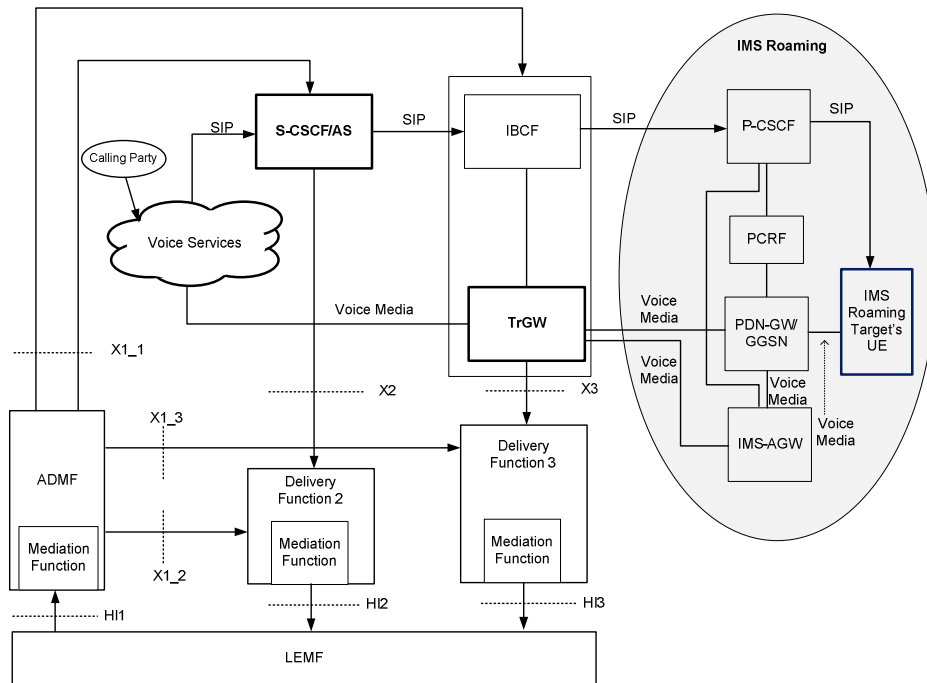 IMS Roaming
SIP
S-CSCF/AS
SIP
IBCF
SIP
P-CSCF
SIP
Calling Party
Voice Services
PCRF
Voice Media
TrGW
Voice
Media
PDN-GW/
GGSN
IMS
Roaming
Target's
UE
Voice
Media
Voice
Media
Voice
Media
IMS-AGW
X1_1
X2
X3
X1_3
ADMF
Mediation
Function
Delivery
Function 2
Mediation
Function
Delivery
Function 3
Mediation
Function
X1_2
HI1
HI2
HI3
LEMF